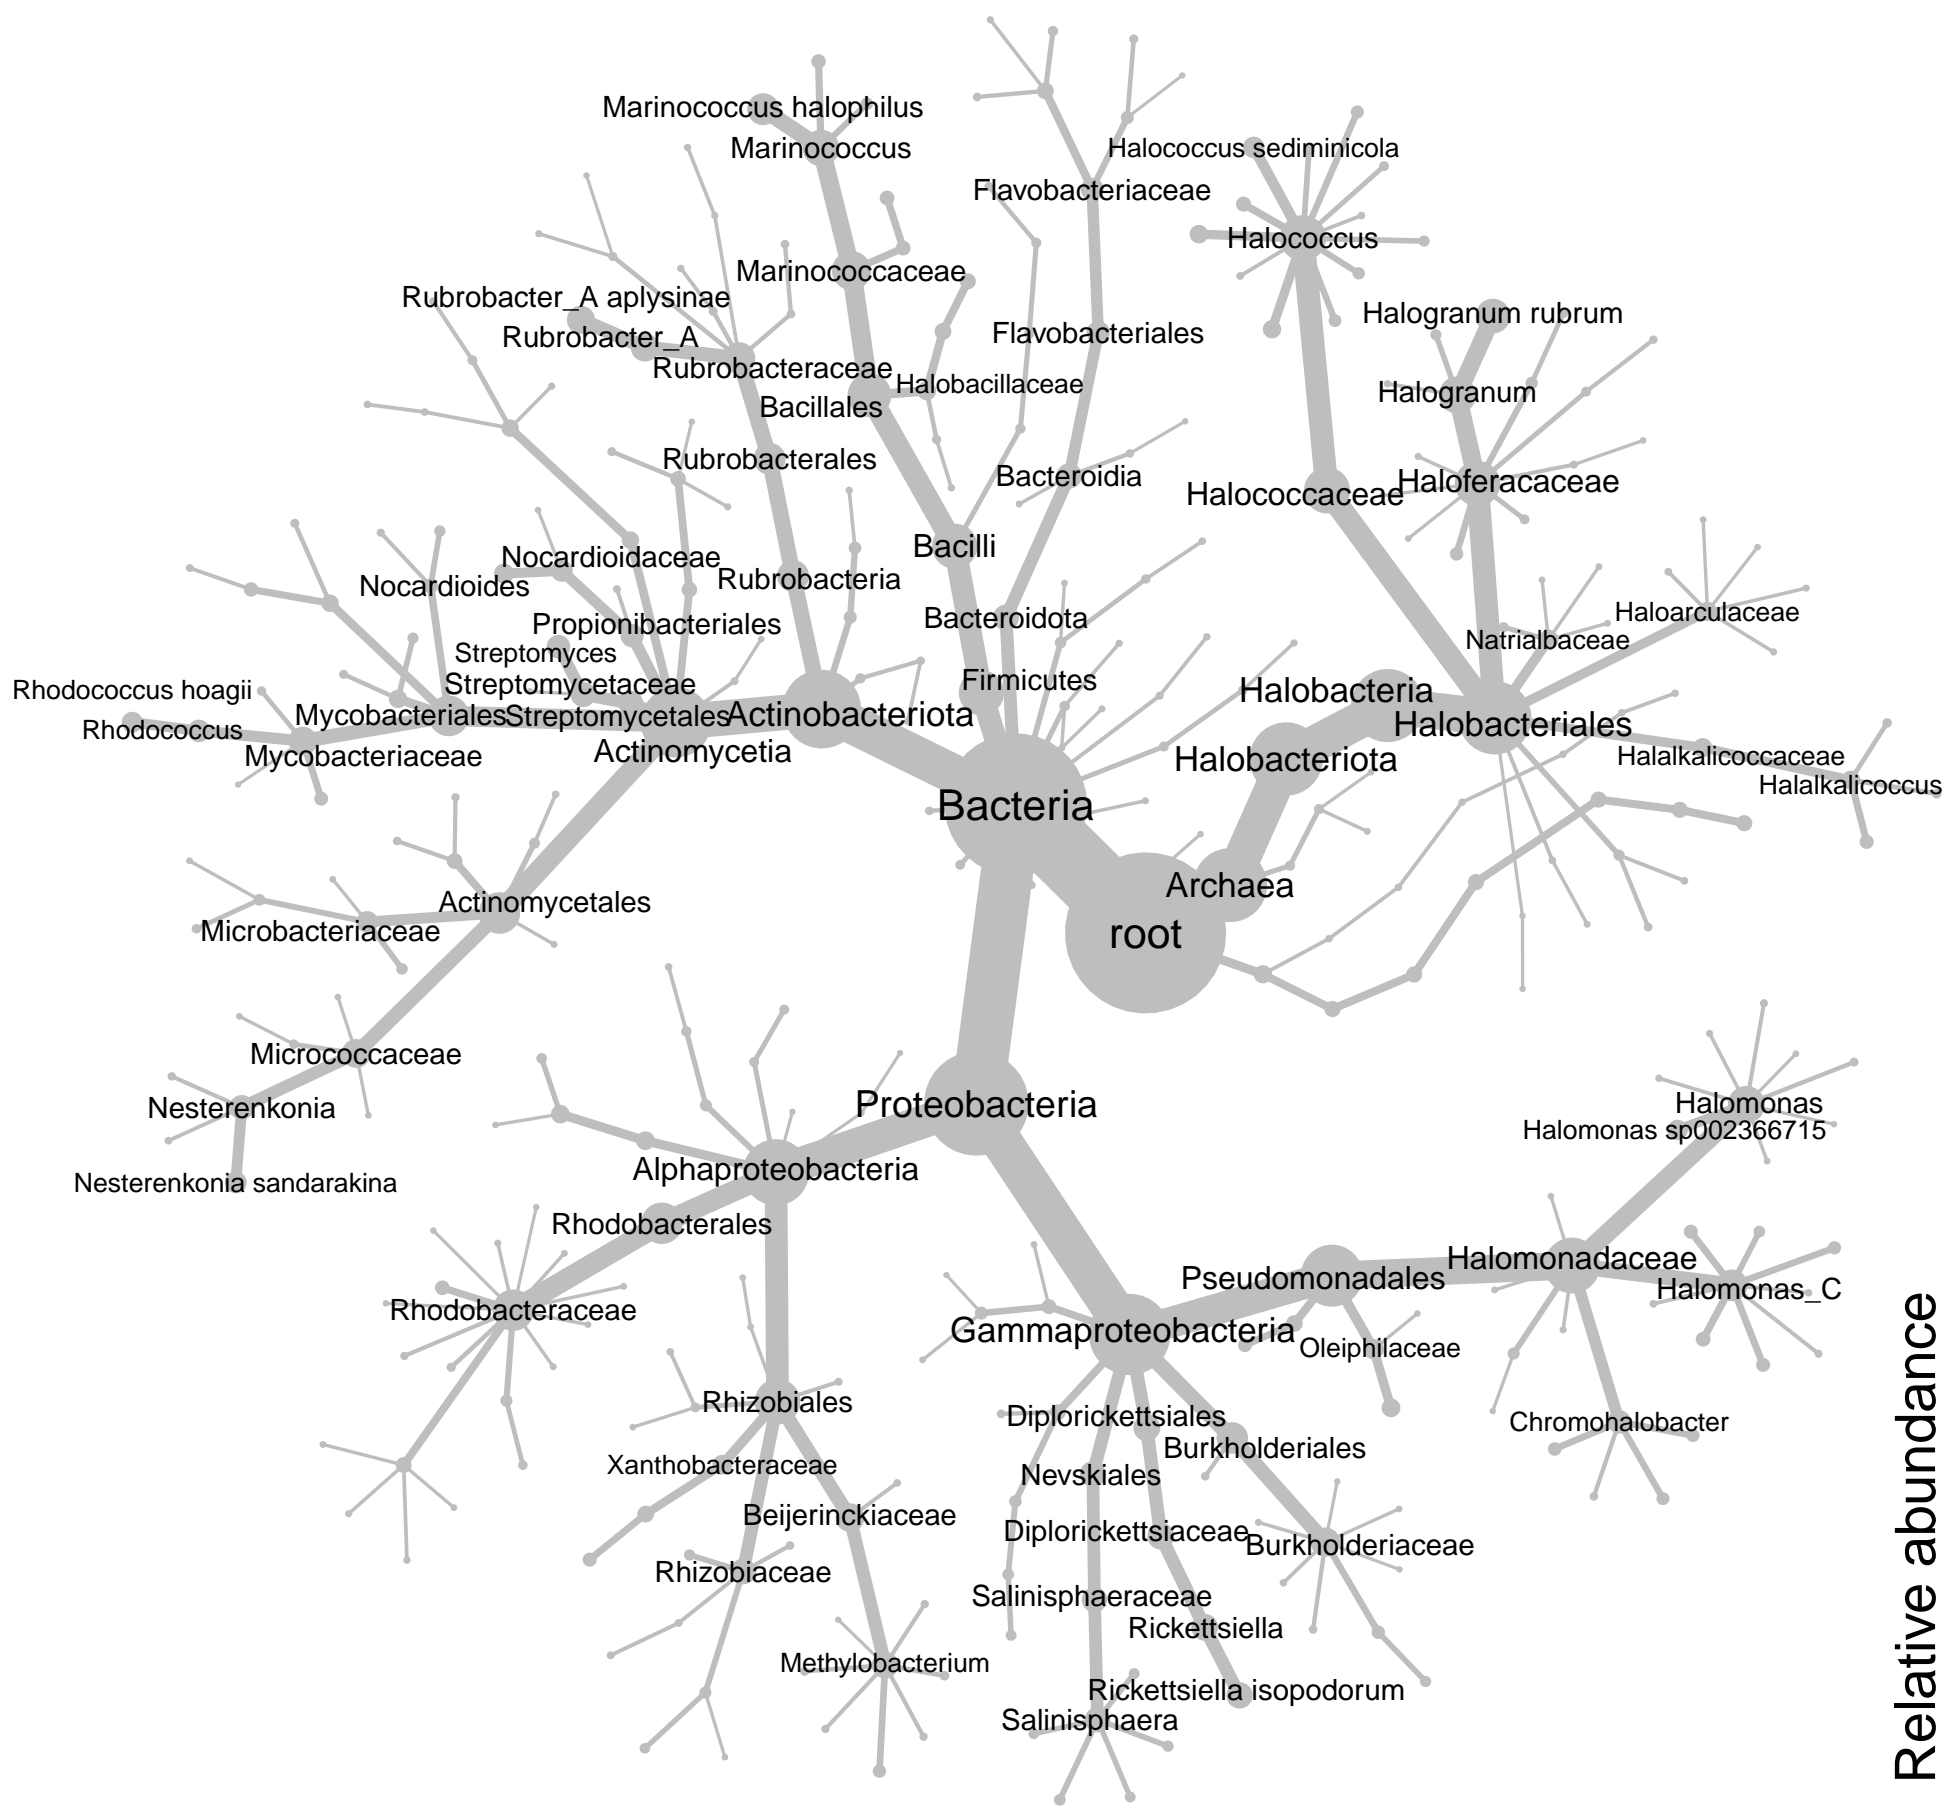 Marinococcus halophilus
Marinococcus
Halococcus sediminicola
Flavobacteriaceae
Halococcus
Marinococcaceae
Rubrobacter_A aplysinae
Rubrobacter_A
Halogranum rubrum
Flavobacteriales
Rubrobacteraceae
Halobacillaceae
Halogranum
Bacillales
Rubrobacterales
Bacteroidia
Haloferacaceae
Halococcaceae
Bacilli
Nocardioidaceae
Rubrobacteria
Nocardioides
Haloarculaceae
Bacteroidota
Propionibacteriales
Natrialbaceae
Streptomyces
Firmicutes
Streptomycetaceae
Rhodococcus hoagii
Halobacteria
Mycobacteriales
Streptomycetales
Actinobacteriota
Halobacteriales
Rhodococcus
Actinomycetia
Mycobacteriaceae
Halobacteriota
Halalkalicoccaceae
Halalkalicoccus
Bacteria
Archaea
Actinomycetales
Microbacteriaceae
root
Micrococcaceae
Nesterenkonia
Proteobacteria
Halomonas
Halomonas sp002366715
Alphaproteobacteria
Nesterenkonia sandarakina
Rhodobacterales
Halomonadaceae
Pseudomonadales
Halomonas_C
Rhodobacteraceae
Gammaproteobacteria
Oleiphilaceae
Rhizobiales
Diplorickettsiales
Chromohalobacter
Burkholderiales
Xanthobacteraceae
Nevskiales
Beijerinckiaceae
Diplorickettsiaceae
Burkholderiaceae
Rhizobiaceae
Salinisphaeraceae
Rickettsiella
Methylobacterium
Rickettsiella isopodorum
Salinisphaera
Relative abundance